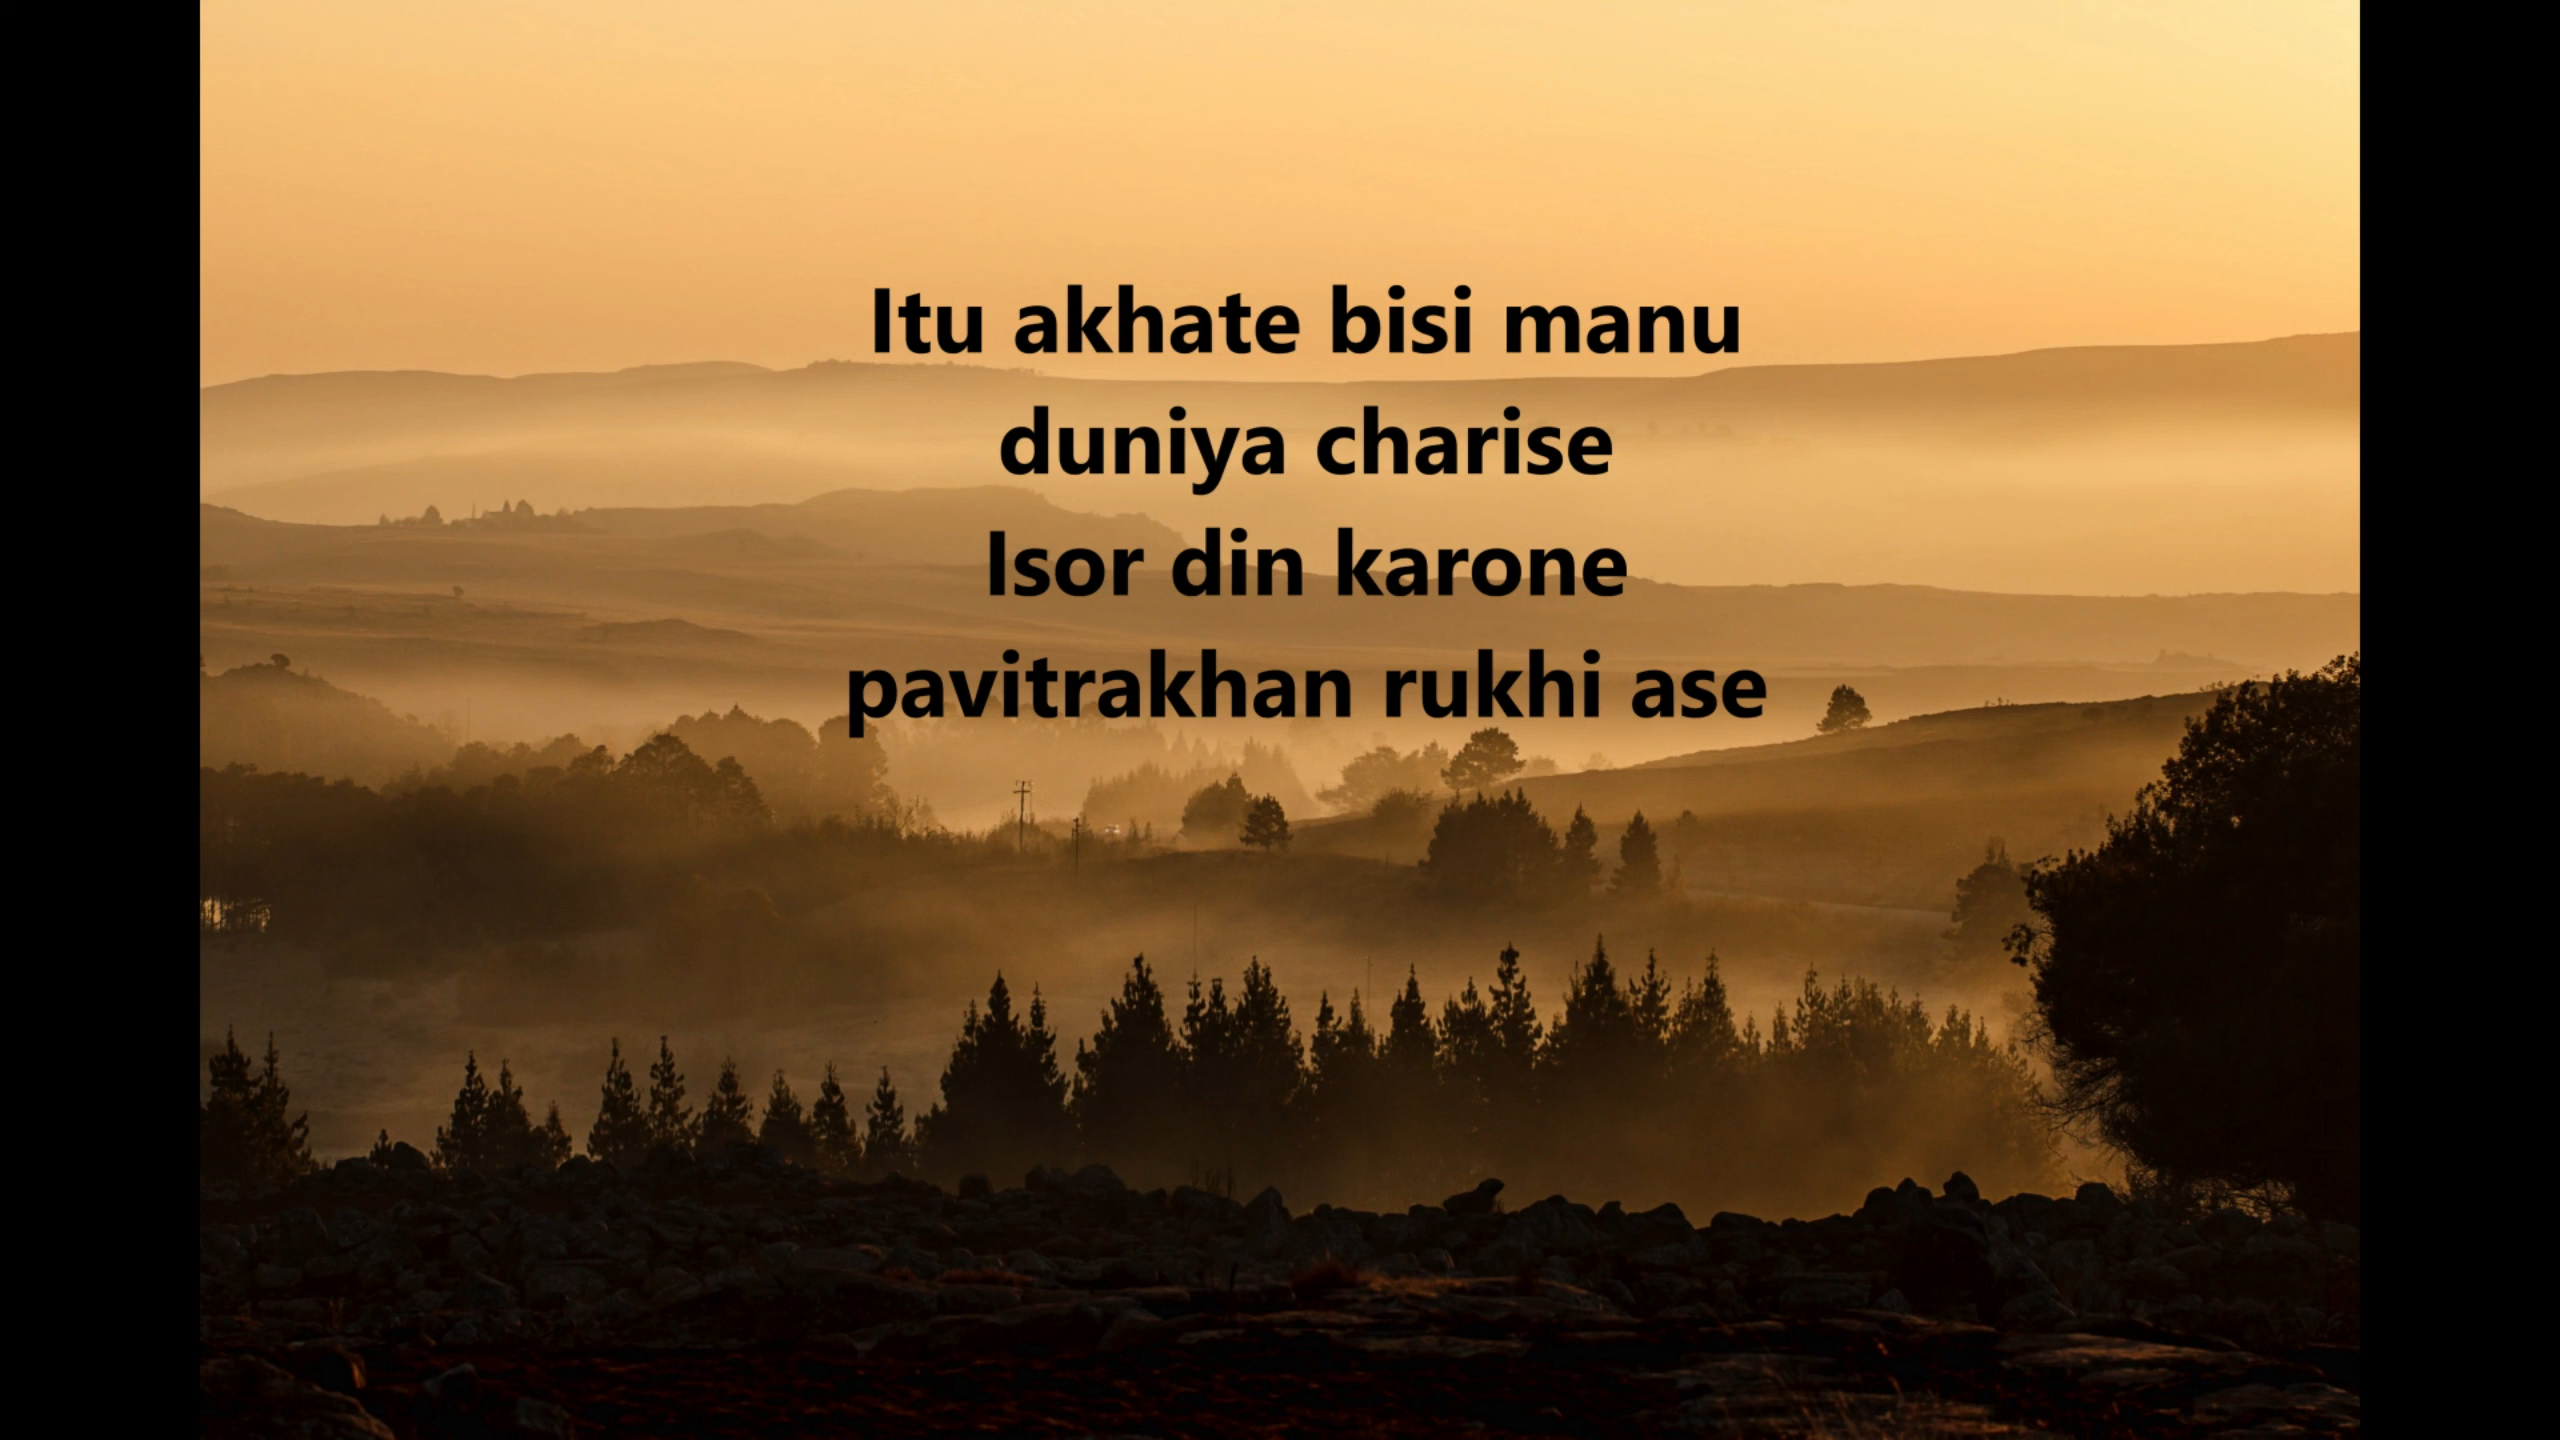 Itu akhate bisi manu
duniya charise
Isor din karone
pavitrakhan rukhi ase